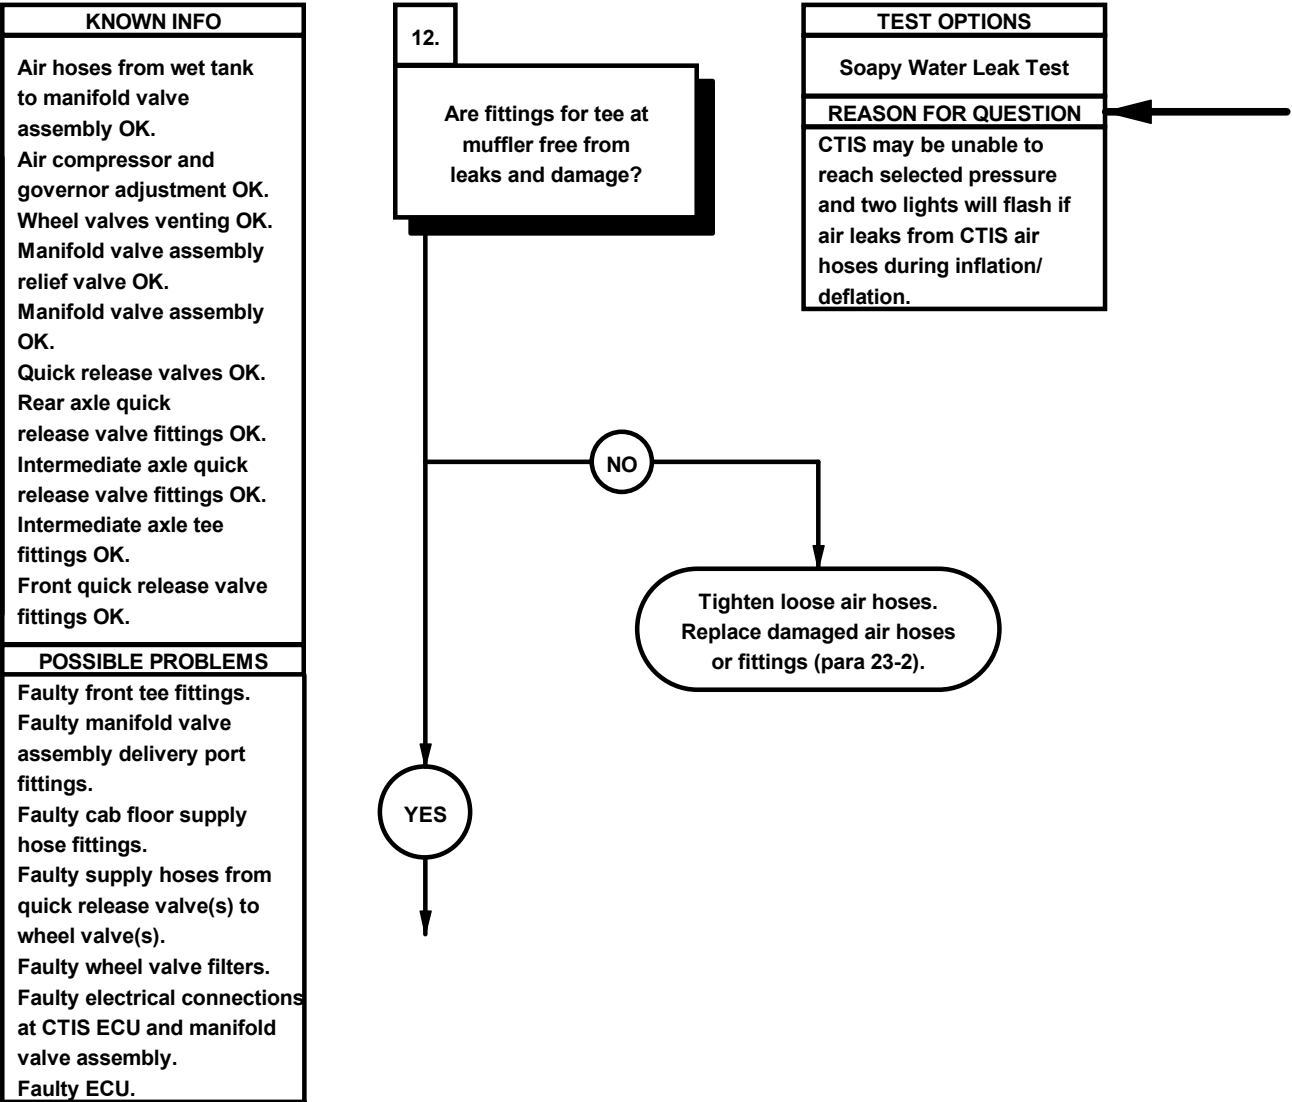 KNOWN INFO
Air hoses from wet tank
to manifold valve
assembly OK.
Air compressor and
governor adjustment OK.
Wheel valves venting OK.
Manifold valve assembly
relief valve OK.
Manifold valve assembly
OK.
Quick release valves OK.
Rear axle quick
release valve fittings OK.
Intermediate axle quick
release valve fittings OK.
Intermediate axle tee
fittings OK.
Front quick release valve
fittings OK.
POSSIBLE PROBLEMS
Faulty front tee fittings.
Faulty manifold valve
assembly delivery port
fittings.
Faulty cab floor supply
hose fittings.
Faulty supply hoses from
quick release valve(s) to
wheel valve(s).
Faulty wheel valve filters.
Faulty electrical connections
at CTIS ECU and manifold
valve assembly.
Faulty ECU.
12.
Are fittings for tee at
muffler free from
leaks and damage?
NO
Tighten loose air hoses.
Replace damaged air hoses
or fittings (para 23-2).
YES
TEST OPTIONS
Soapy Water Leak Test
REASON FOR QUESTION
CTIS may be unable to
reach selected pressure
and two lights will flash if
air leaks from CTIS air
hoses during inflation/
deflation.